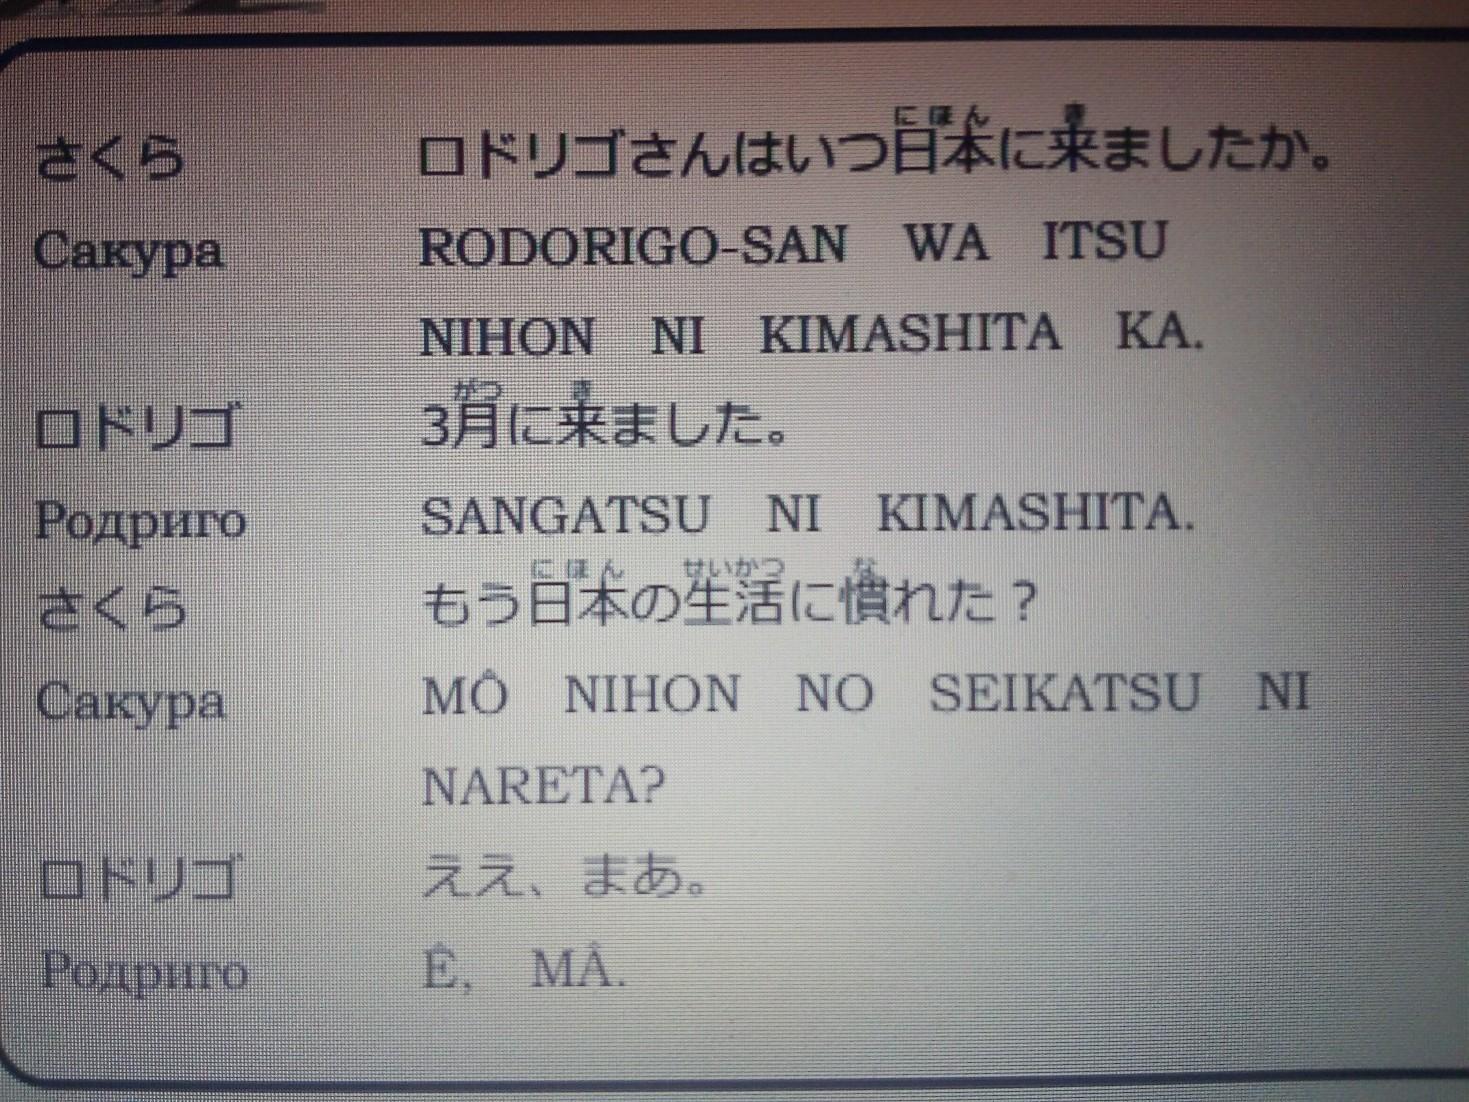 さくら ロドリゴさんはいつ日本に来ましたか。
Сакура RODORIGO-SAN WA ITSU
NIHON NI KIMASHITA KA.
ロドリゴ 3月に来ました。
Родриго SANGATSU NI KIMASHITA.
さくら もう日本の生活に慣れた？
Сакура MÔ NIHON NO SEIKATSU NI
NARETA?
ロドリゴ ええ、まあ。
Родриго Ê, MÂ.